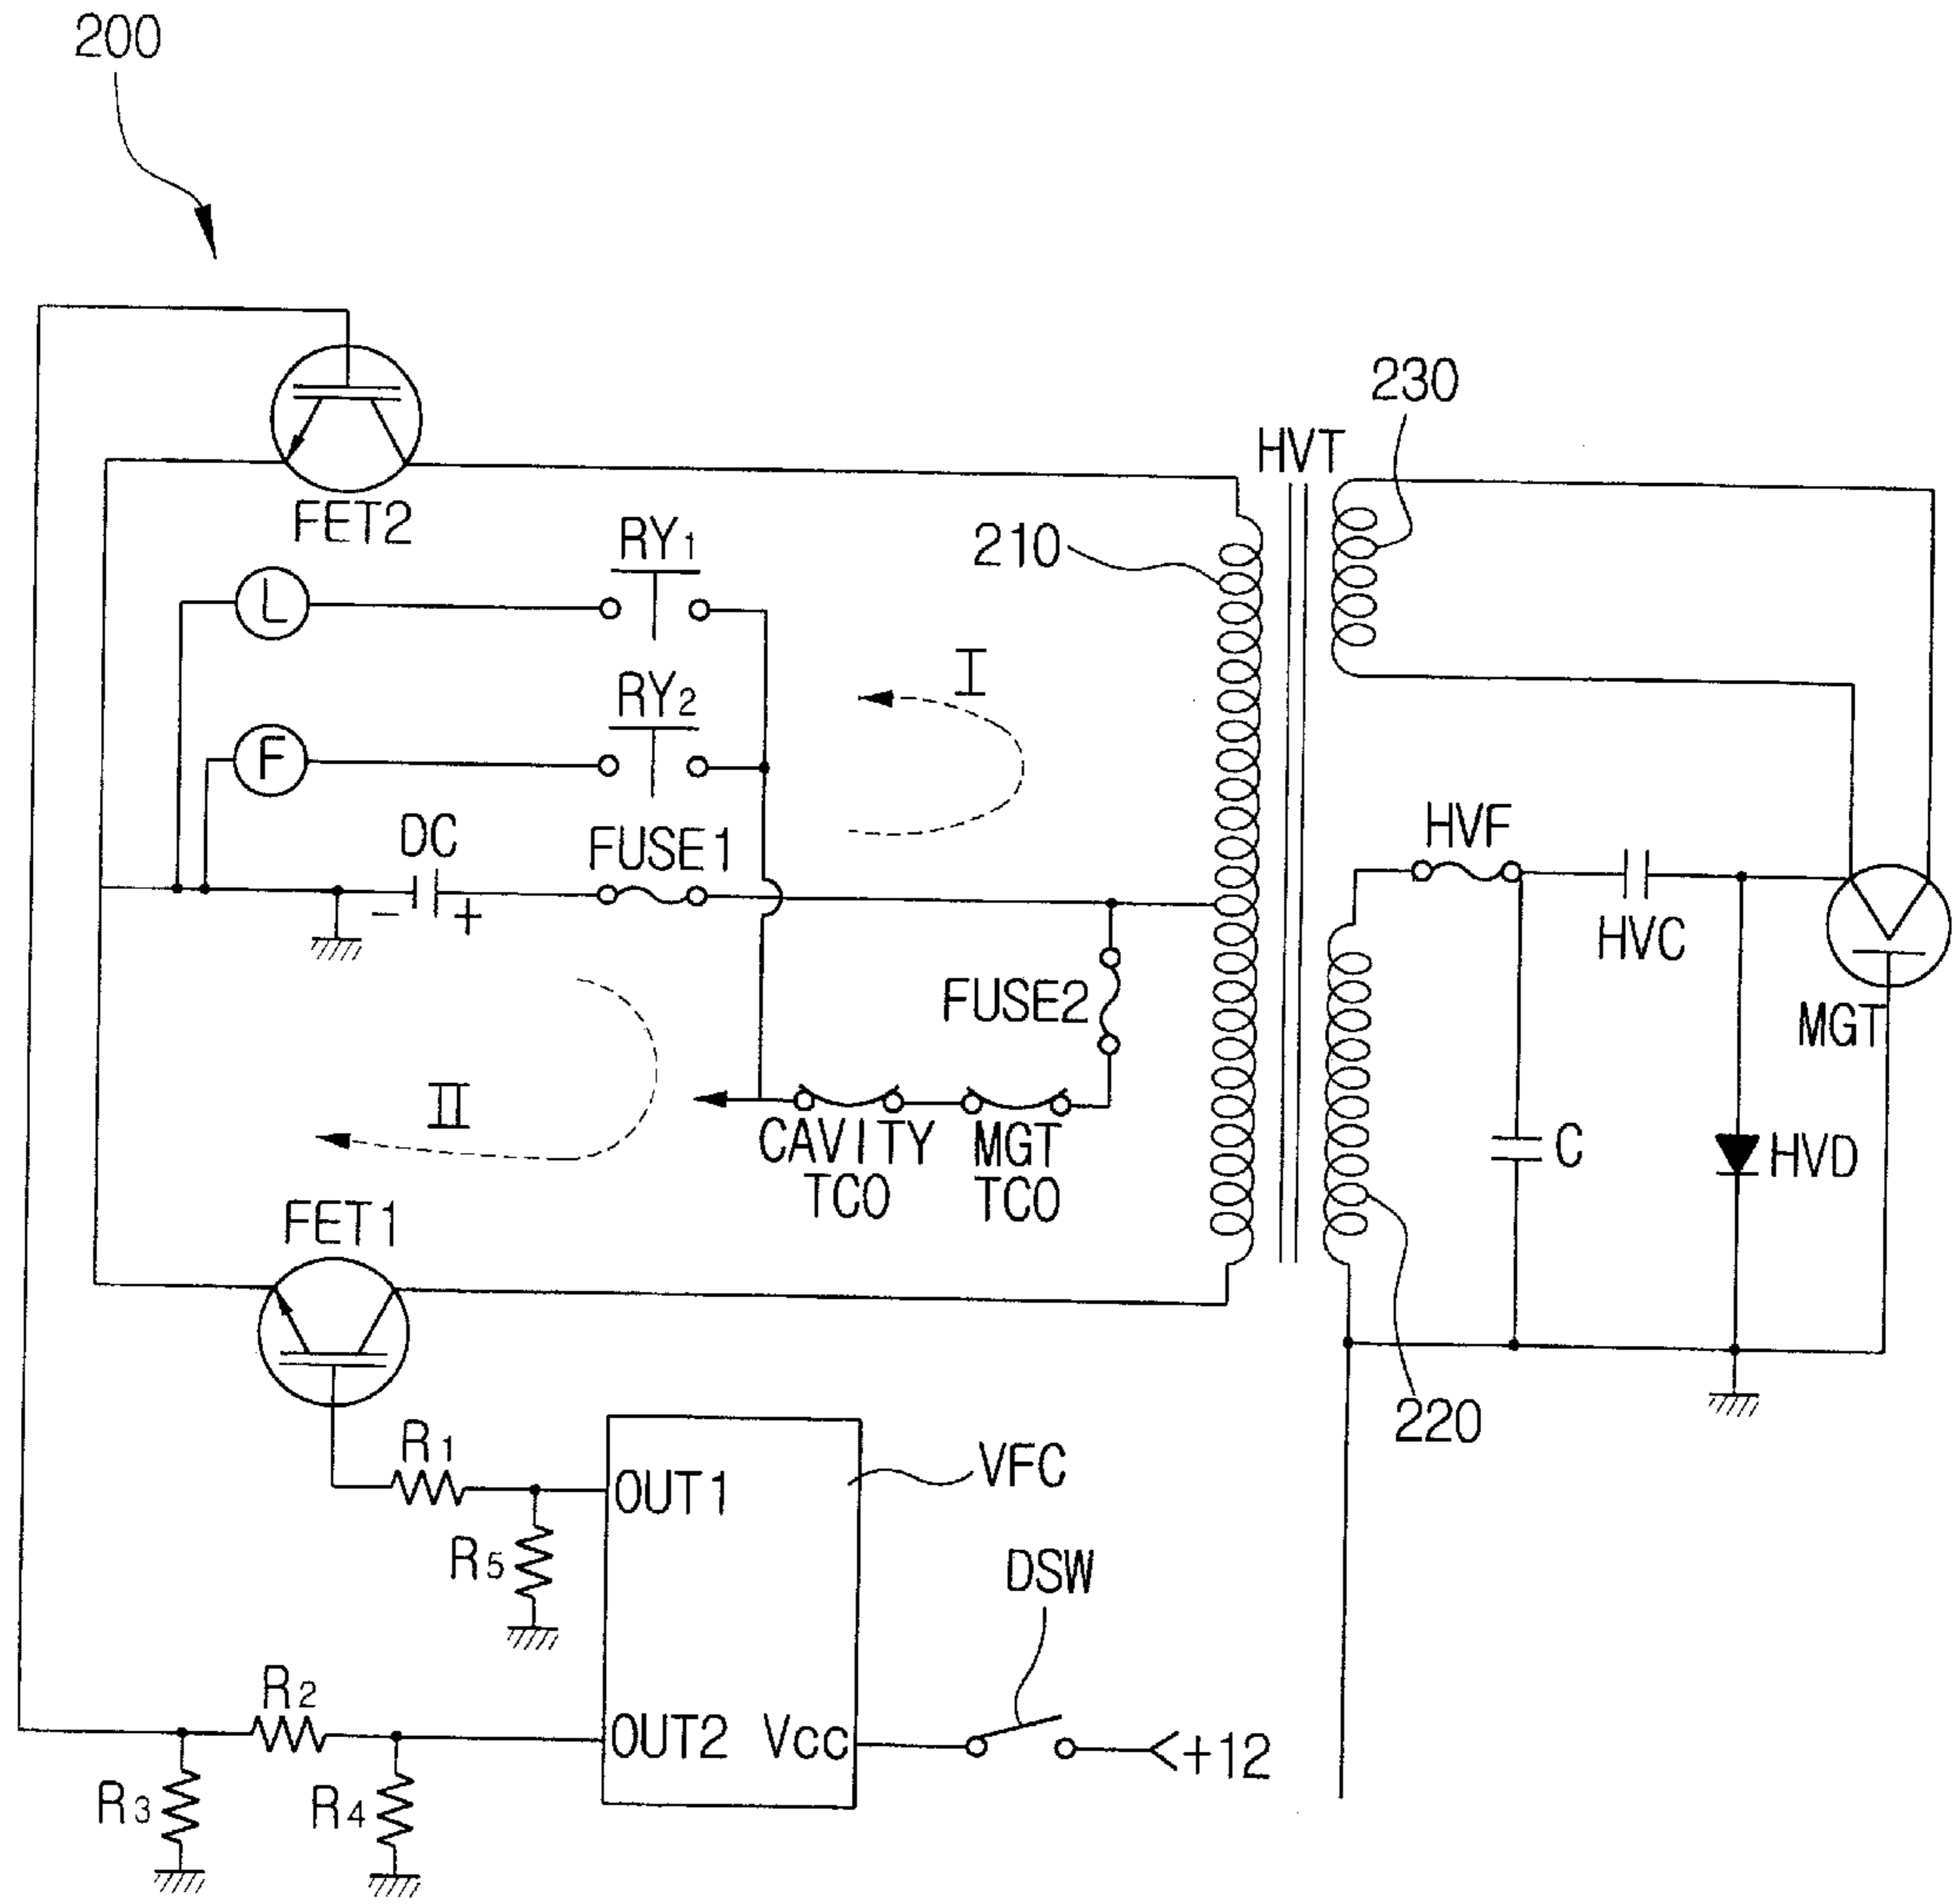 200
230
HVT
FET2
RY1
210
L
I
RY2
F
DC
FUSE1
HVF
- +
HVC
FUSE2
MGT
II
CAVITY TCO
MGT TCO
C
HVD
FET1
220
R1
OUT1
VFC
R5
DSW
R2
OUT2
Vcc
+12
R3
R4